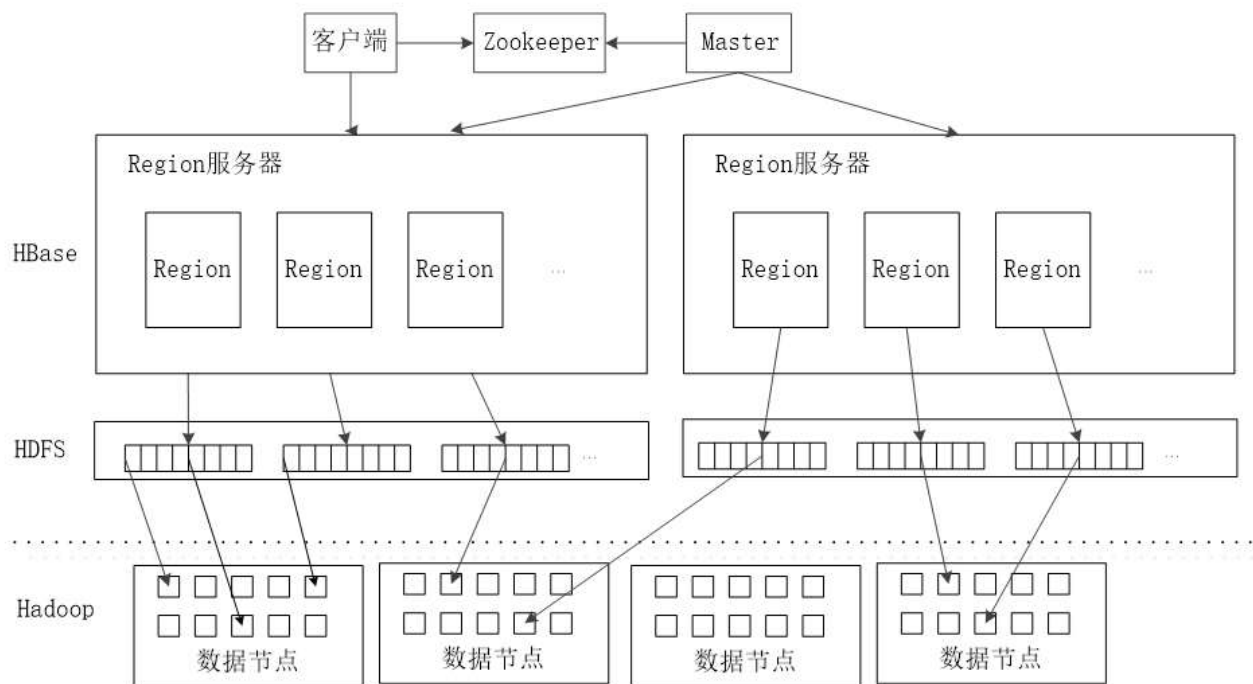 客户端
Zookeeper
Master
Region服务器
Region服务器
HBase
Region
Region
Region
...
Region
Region
Region
...
HDFS
...
...
Hadoop
数据节点
数据节点
数据节点
数据节点